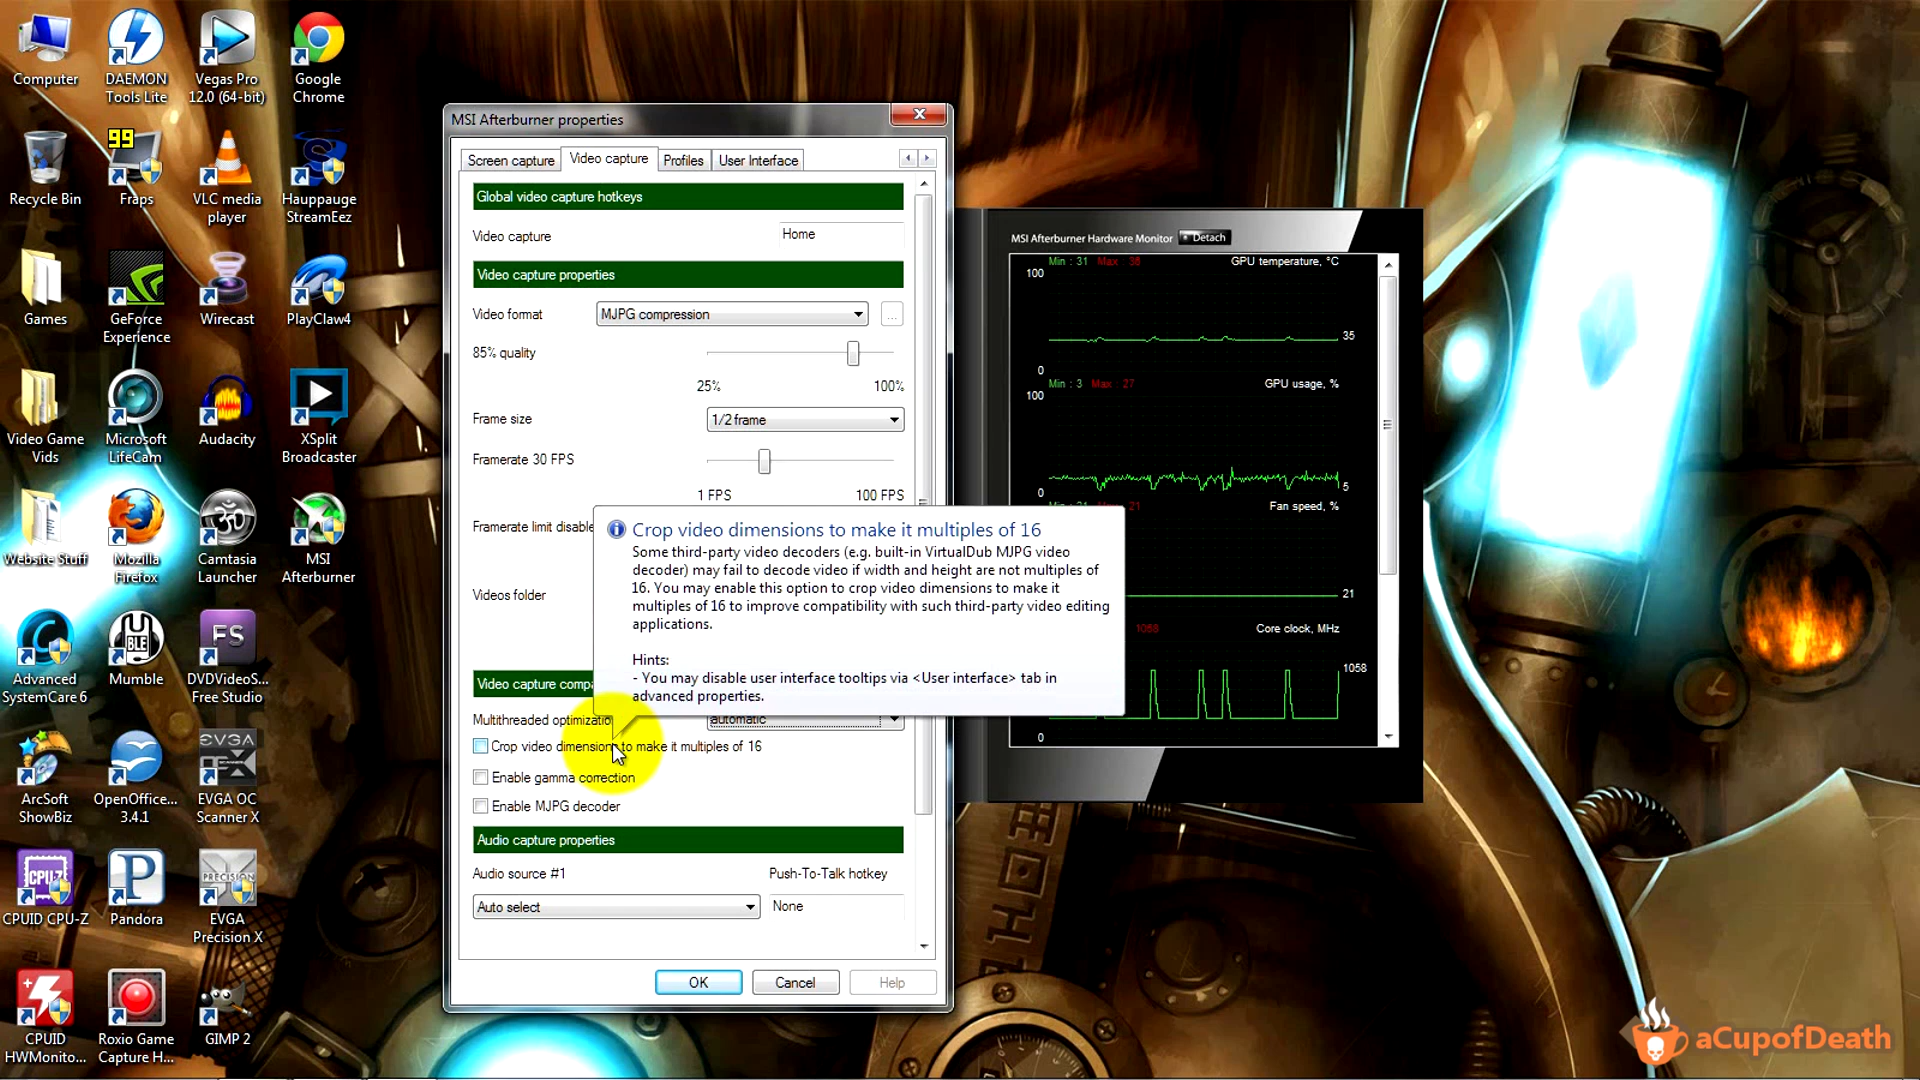 Computer
DAEMON
Tools Lite
Vegas Pro
12.0 (64-bit)
Google
Chrome
Recycle Bin
99
Fraps
VLC media
player
Hauppauge
StreamEez
Games
GeForce
Experience
Wirecast
PlayClaw4
Video Game
Vids
Microsoft
LifeCam
Audacity
XSplit
Broadcaster
Website Stuff
Mozilla
Firefox
Camtasia
Launcher
MSI
Afterburner
Advanced
SystemCare 6
BLE
Mumble
FS
DVDVideoS...
Free Studio
ArcSoft
ShowBiz
OpenOffice...
3.4.1
EVGA
EVGA OC
Scanner X
CPU-Z
CPUID CPU-Z
P
Pandora
PRECISION
EVGA
Precision X
CPUID
HWMonito...
Roxio Game
Capture H...
GIMP 2
MSI Afterburner properties
Screen capture
Video capture
Profiles
User Interface
Global video capture hotkeys
Video capture
Home
Video capture properties
Video format
MJPG compression
...
85% quality
25%
100%
Frame size
1/2 frame
Framerate 30 FPS
1 FPS
100 FPS
Framerate limit disable
Videos folder
Crop video dimensions to make it multiples of 16
Some third-party video decoders (e.g. built-in VirtualDub MJPG video
decoder) may fail to decode video if width and height are not multiples of
16. You may enable this option to crop video dimensions to make it
multiples of 16 to improve compatibility with such third-party video editing
applications.
Hints:
- You may disable user interface tooltips via <User interface> tab in
advanced properties.
Video capture compa
Multithreaded optimizatio
automatic
Crop video dimensions to make it multiples of 16
Enable gamma correction
Enable MJPG decoder
Audio capture properties
Audio source #1
Push-To-Talk hotkey
Auto select
None
OK
Cancel
Help
MSI Afterburner Hardware Monitor
Detach
Min : 31 Max : 38
GPU temperature, °C
100
35
0
Min : 3 Max : 27
GPU usage, %
100
5
0
Min : 21 Max : 21
Fan speed, %
21
1058
Core clock, MHz
1058
0
aCupofDeath